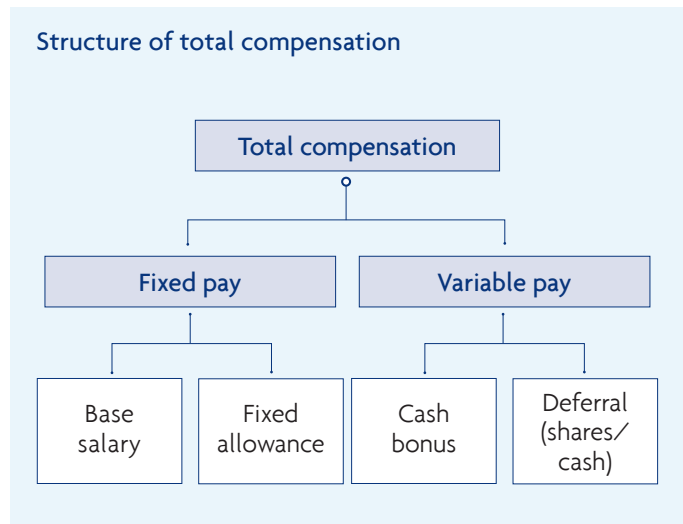 Structure of total compensation
Total compensation
Fixed pay
Variable pay
Base
salary
Fixed
allowance
Cash
bonus
Deferral
(shares/
cash)